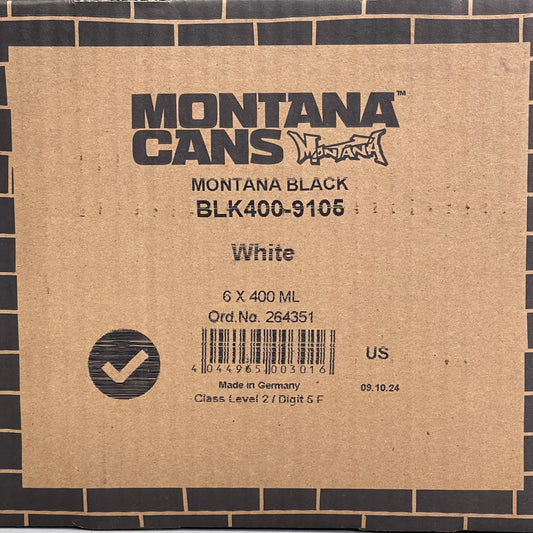 MONTANA™
CANS MONTANA
MONTANA BLACK
BLK400-9105
White
6 X 400 ML
Ord.No. 264351
4 044965 003016
US
Made in Germany
09.10.24
Class Level 2 / Digit 5 F